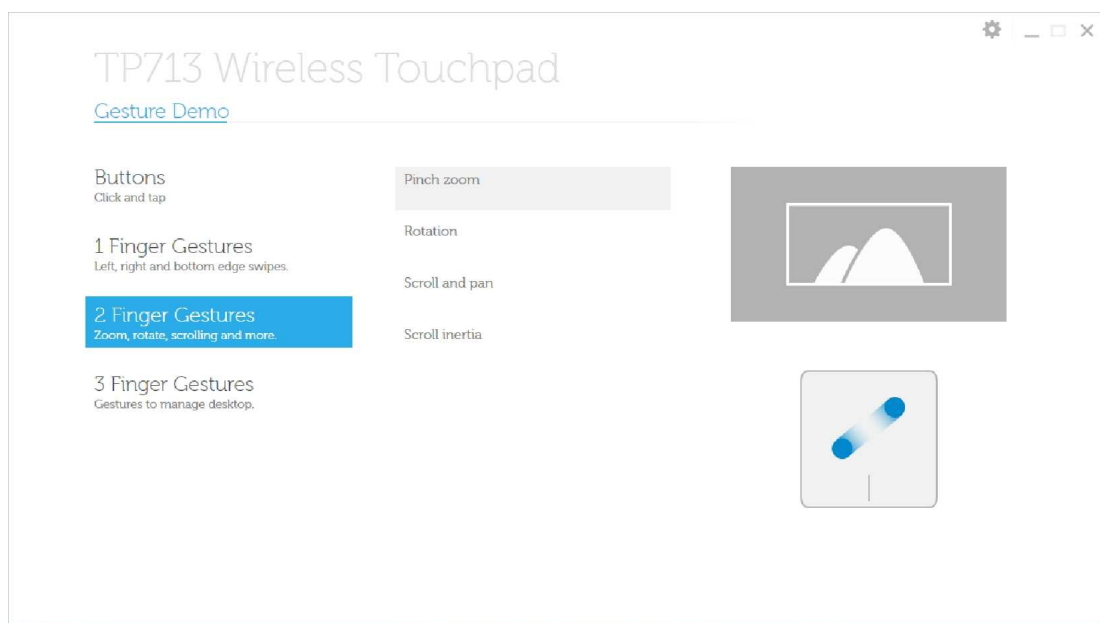 TP713 Wireless Touchpad
Gesture Demo
Buttons
Click and tap
1 Finger Gestures
Left, right and bottom edge swipes.
2 Finger Gestures
Zoom, rotate, scrolling and more.
3 Finger Gestures
Gestures to manage desktop.
Pinch zoom
Rotation
Scroll and pan
Scroll inertia